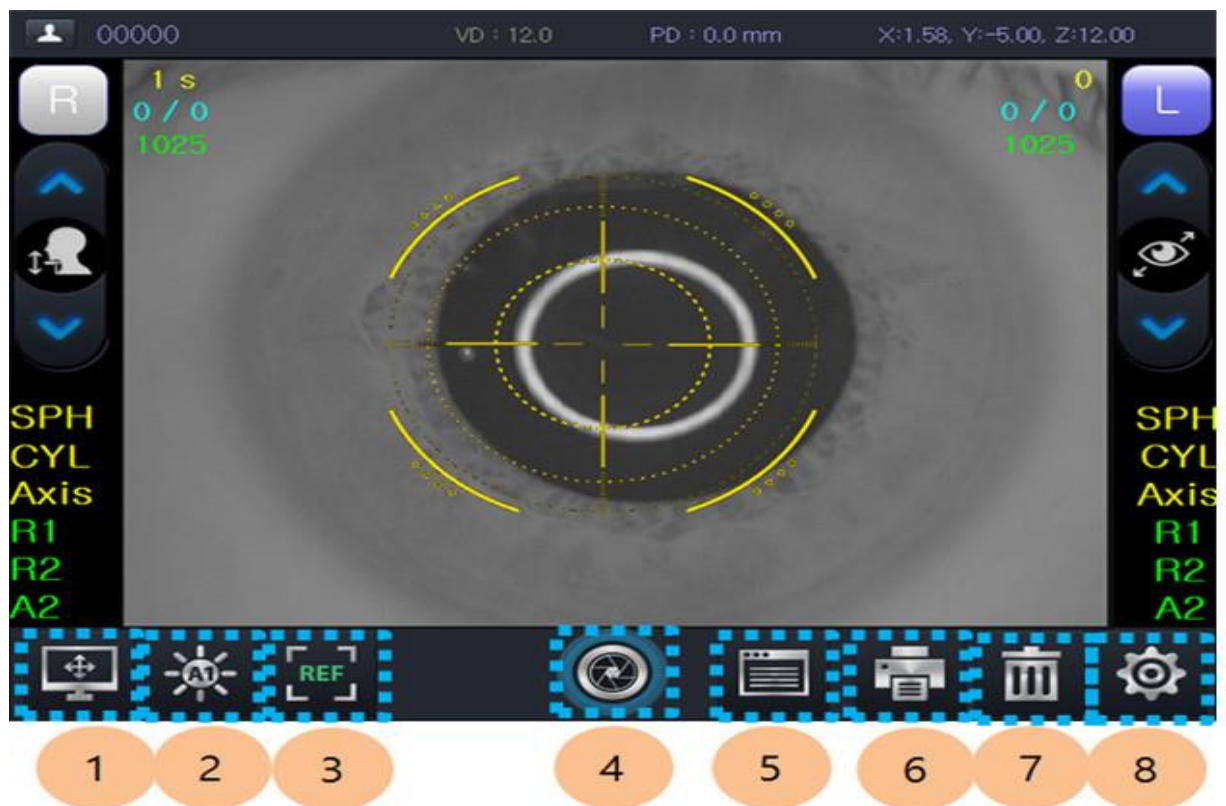 00000 VD : 12.0 PD : 0.0 mm X:1.58, Y:-5.00, Z:12.00
R 1 s 0 L
0 / 0 0 / 0
1025 1025
SPH SPH
CYL CYL
Axis Axis
R1 R1
R2 R2
A2 A2
A1 REF
1 2 3 4 5 6 7 8